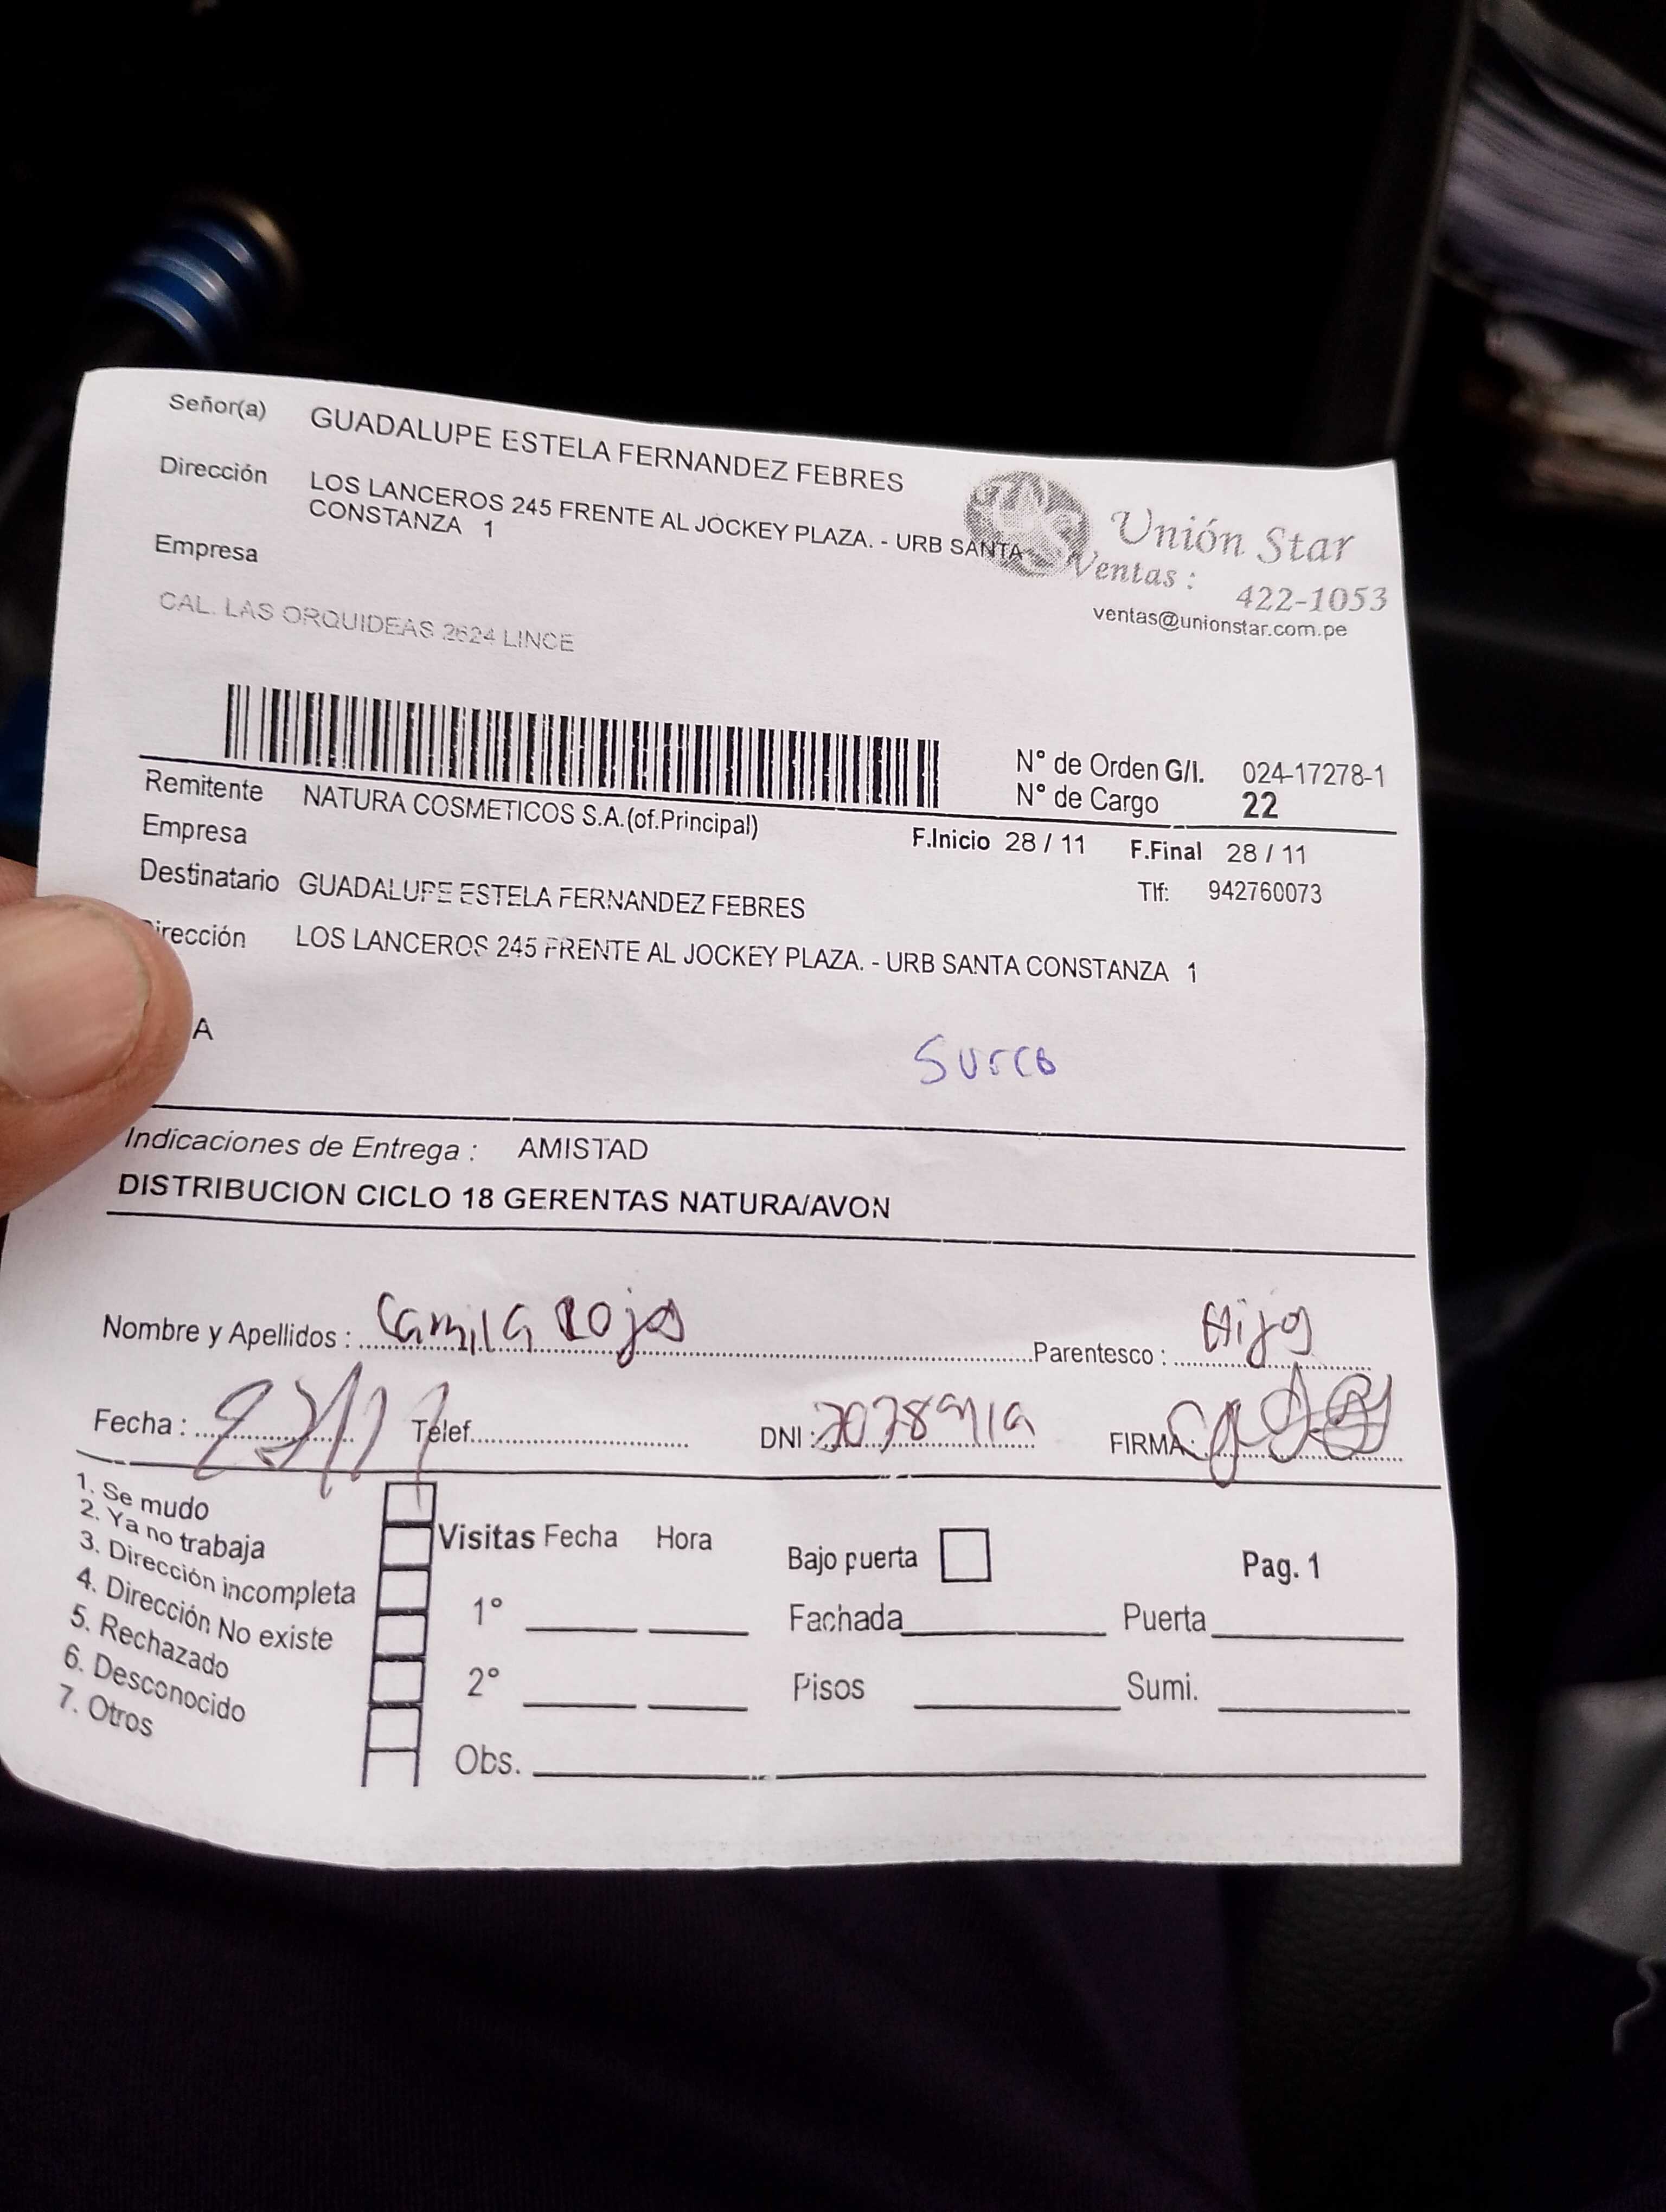 Señor(a) GUADALUPE ESTELA FERNANDEZ FEBRES
Dirección LOS LANCEROS 245 FRENTE AL JOCKEY PLAZA. - URB SANTA
CONSTANZA 1
Empresa
Unión Star
Ventas : 422-1053
ventas@unionstar.com.pe
CAL. LAS ORQUIDEAS 2624 LINCE
N° de Orden G/I. 024-17278-1
N° de Cargo 22
Remitente NATURA COSMETICOS S.A.(of.Principal)
Empresa F.Inicio 28 / 11 F.Final 28 / 11
Destinatario GUADALUPE ESTELA FERNANDEZ FEBRES Tlf: 942760073
irección LOS LANCEROS 245 FRENTE AL JOCKEY PLAZA. - URB SANTA CONSTANZA 1
A
Surco
Indicaciones de Entrega : AMISTAD
DISTRIBUCION CICLO 18 GERENTAS NATURA/AVON
Nombre y Apellidos : Camila Rojas Parentesco : Hijos
Fecha : Telef. DNI : FIRMA:
1. Se mudo
2. Ya no trabaja
3. Dirección incompleta
4. Dirección No existe
5. Rechazado
6. Desconocido
7. Otros
Visitas Fecha Hora Bajo puerta Pag. 1
1° Fachada Puerta
2° Pisos Sumi.
Obs.